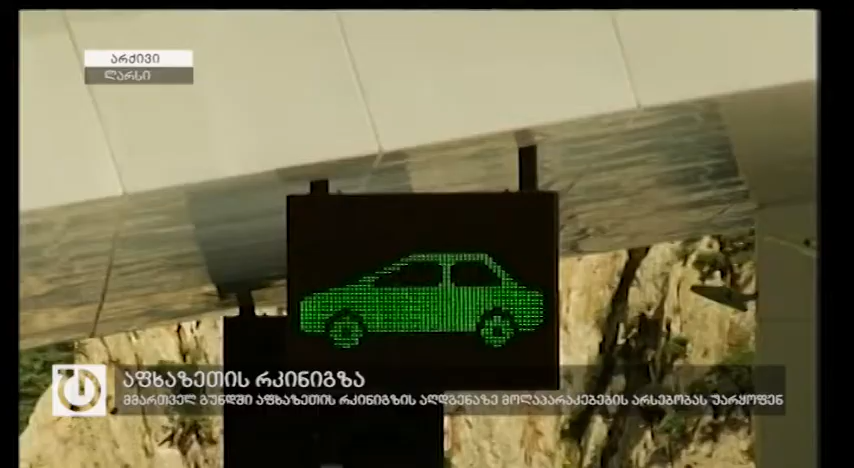 არქივი
ლარსი
აფხაზეთის რკინიგზა
მმართველ გუნდში აფხაზეთის რკინიგზის აღდგენაზე მოლაპარაკებების არსებობას უარყოფენ